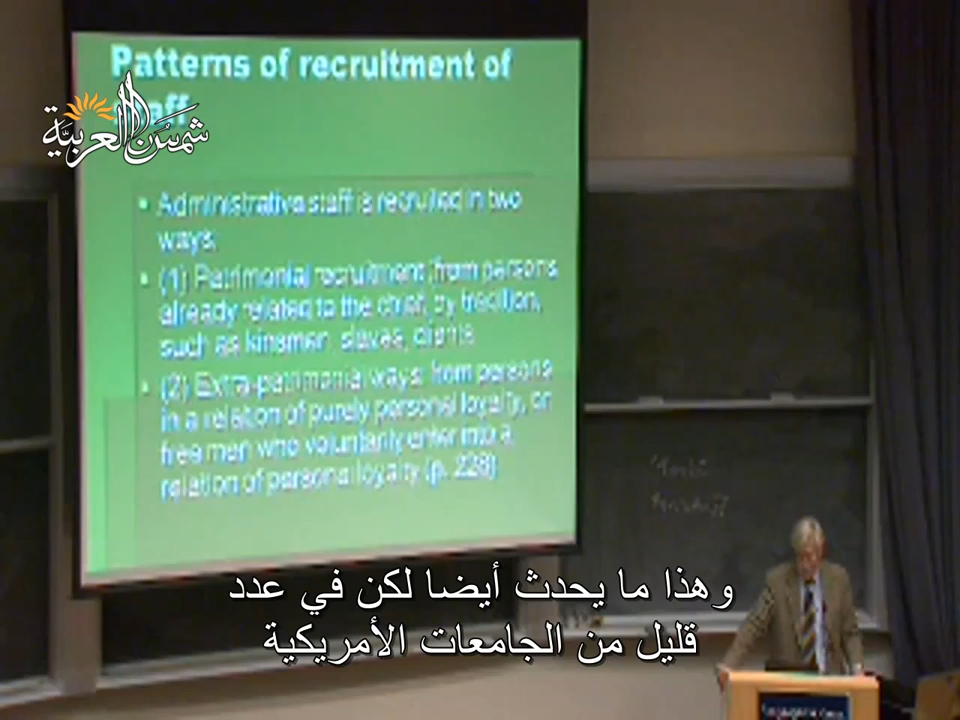 Patterns of recruitment of
staff
شمس العربية
• Administrative staff is recruited in two
ways:
• (1) Patrimonial recruitment from persons
already related to the chief by tradition,
such as kinsmen, slaves, clients
• (2) Extra-patrimonial ways: from persons
in a relation of purely personal loyalty, or
free men who voluntarily enter into a
relation of personal loyalty (p. 228)
وهذا ما يحدث أيضا لكن في عدد
قليل من الجامعات الأمريكية